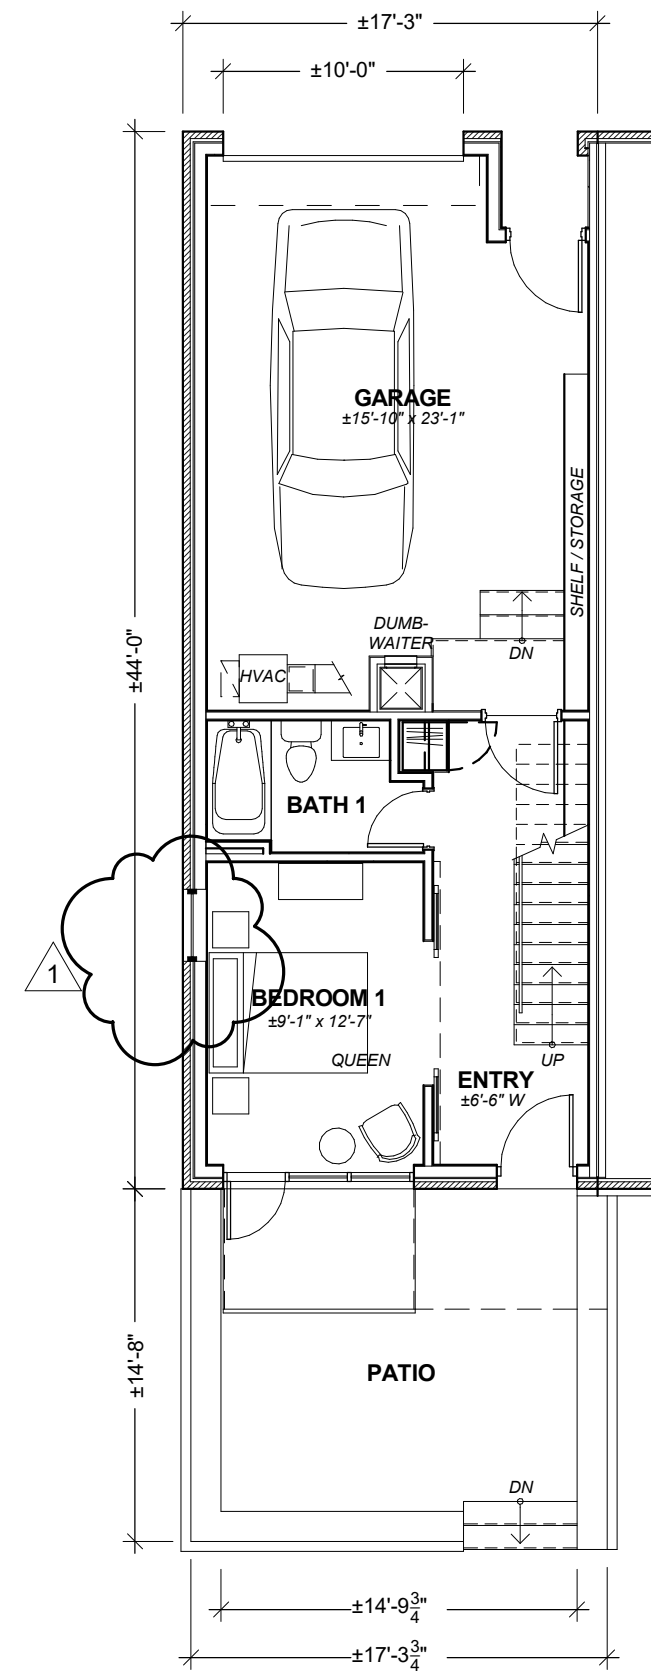 ±17'-3"
±10'-0"
GARAGE
±15'-10" x 23'-1"
SHELF / STORAGE
±44'-0"
DUMB-
WAITER
DN
HVAC
BATH 1
1
BEDROOM 1
±9'-1" x 12'-7"
QUEEN
UP
ENTRY
±6'-6" W
±14'-8"
PATIO
DN
±14'-9¾"
±17'-3¾"